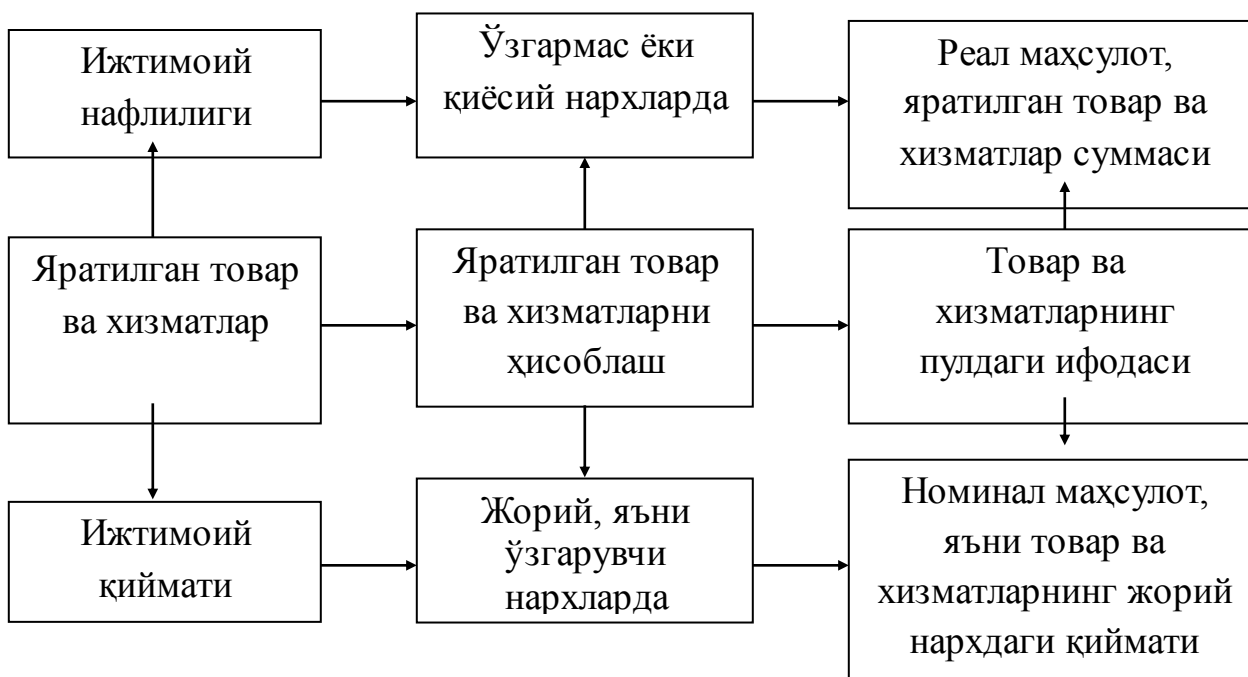 Ижтимоий
нафлилиги
Ўзгармас ёки
қиёсий нархларда
Реал маҳсулот,
яратилган товар ва
хизматлар суммаси
Яратилган товар
ва хизматлар
Яратилган товар
ва хизматларни
ҳисоблаш
Товар ва
хизматларнинг
пулдаги ифодаси
Ижтимоий
қиймати
Жорий, яъни
ўзгарувчи
нархларда
Номинал маҳсулот,
яъни товар ва
хизматларнинг жорий
нархдаги қиймати